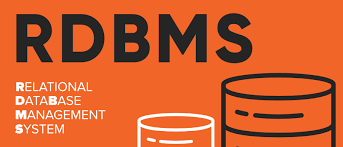 RDBMS
RELATIONAL
DATABASE
MANAGEMENT
SYSTEM